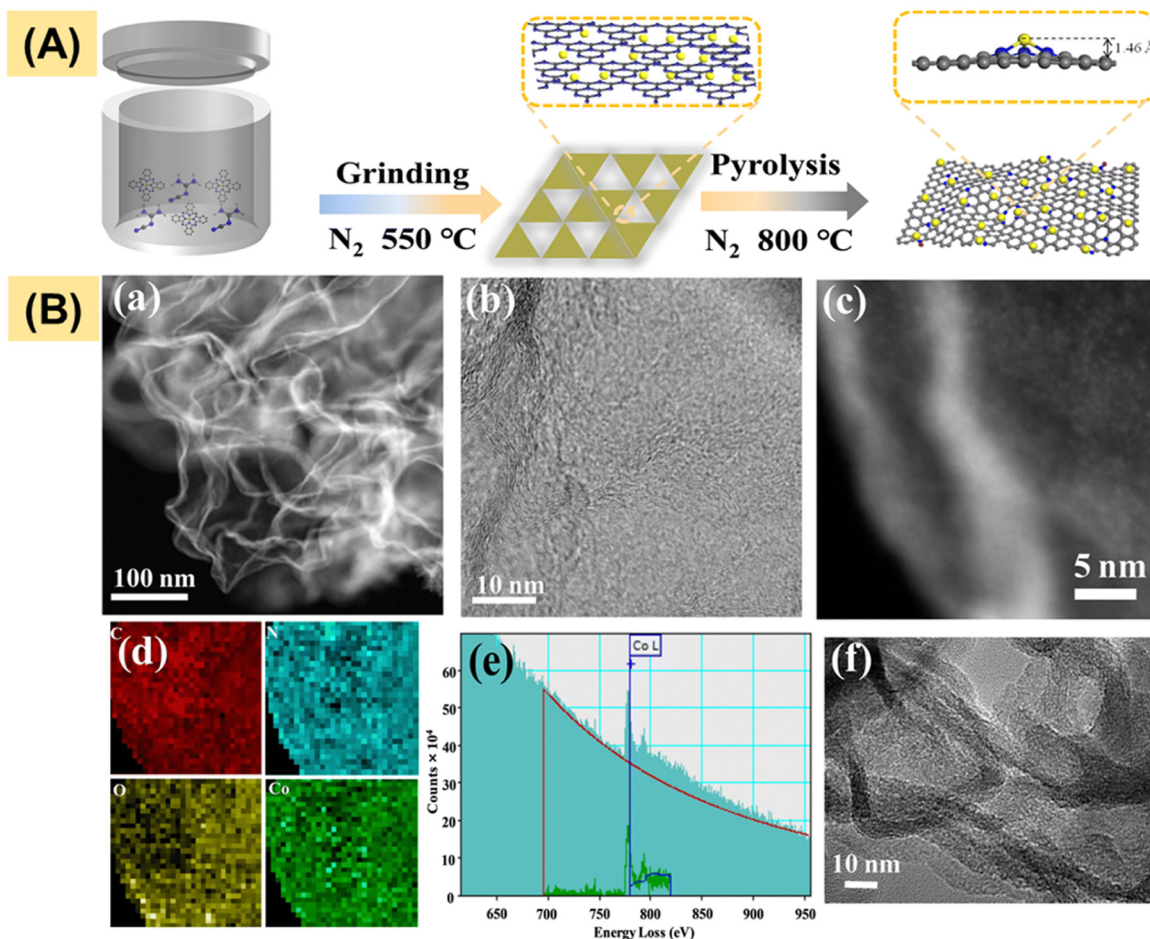 (A)
Grinding
N₂ 550 °C
Pyrolysis
N₂ 800 °C
1.46 Å
(B)
(a)
100 nm
(b)
10 nm
(c)
5 nm
(d)
C
N
O
Co
(e)
Co L
Counts × 10⁴
60
50
40
30
20
10
0
650 700 750 800 850 900 950
Energy Loss (eV)
(f)
10 nm